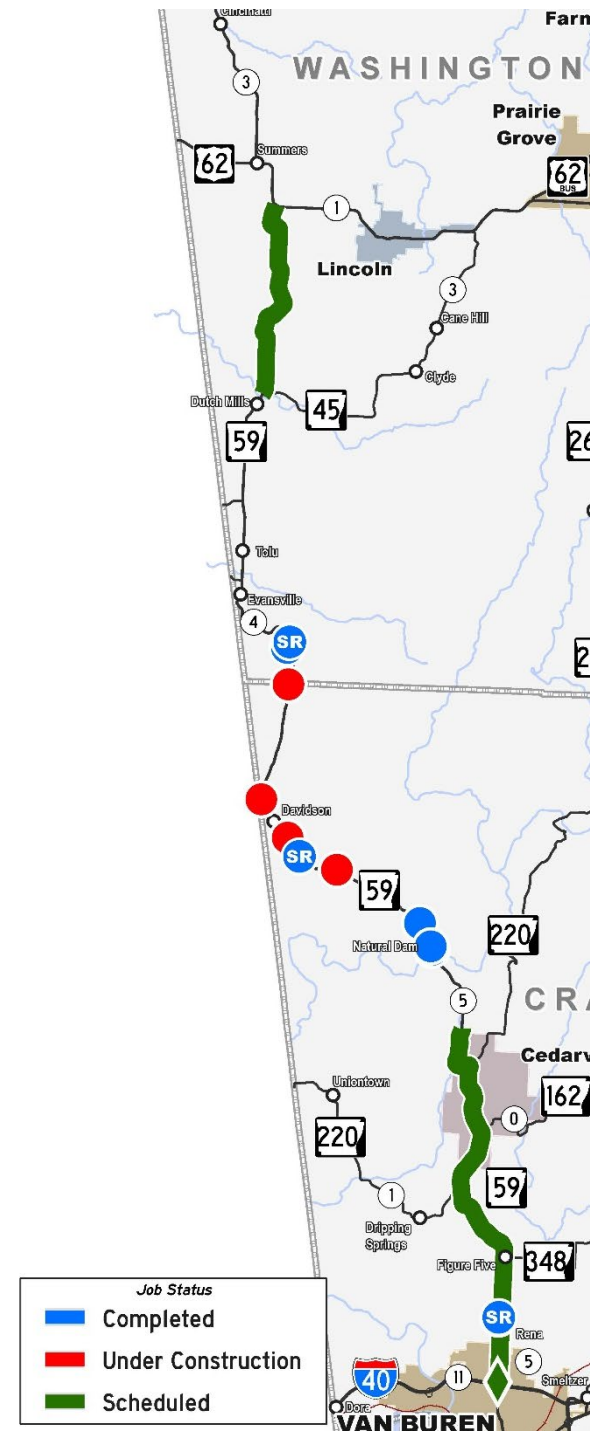 Cincinnati
Farm
3
WASHINGTON
Prairie
Grove
62
Summers
62
BUS
1
Lincoln
3
Cane Hill
Clyde
Dutch Mills
45
59
26
Tolu
Evansville
4
SR
2
Davidson
SR
59
Natural Dam
220
5
CRA
Cedarv
Uniontown
162
0
220
59
1
Dripping
Springs
Figure Five
348
SR
Rena
5
Job Status
Completed
Under Construction
Scheduled
40
11
Smeltzer
Dora
VAN BUREN